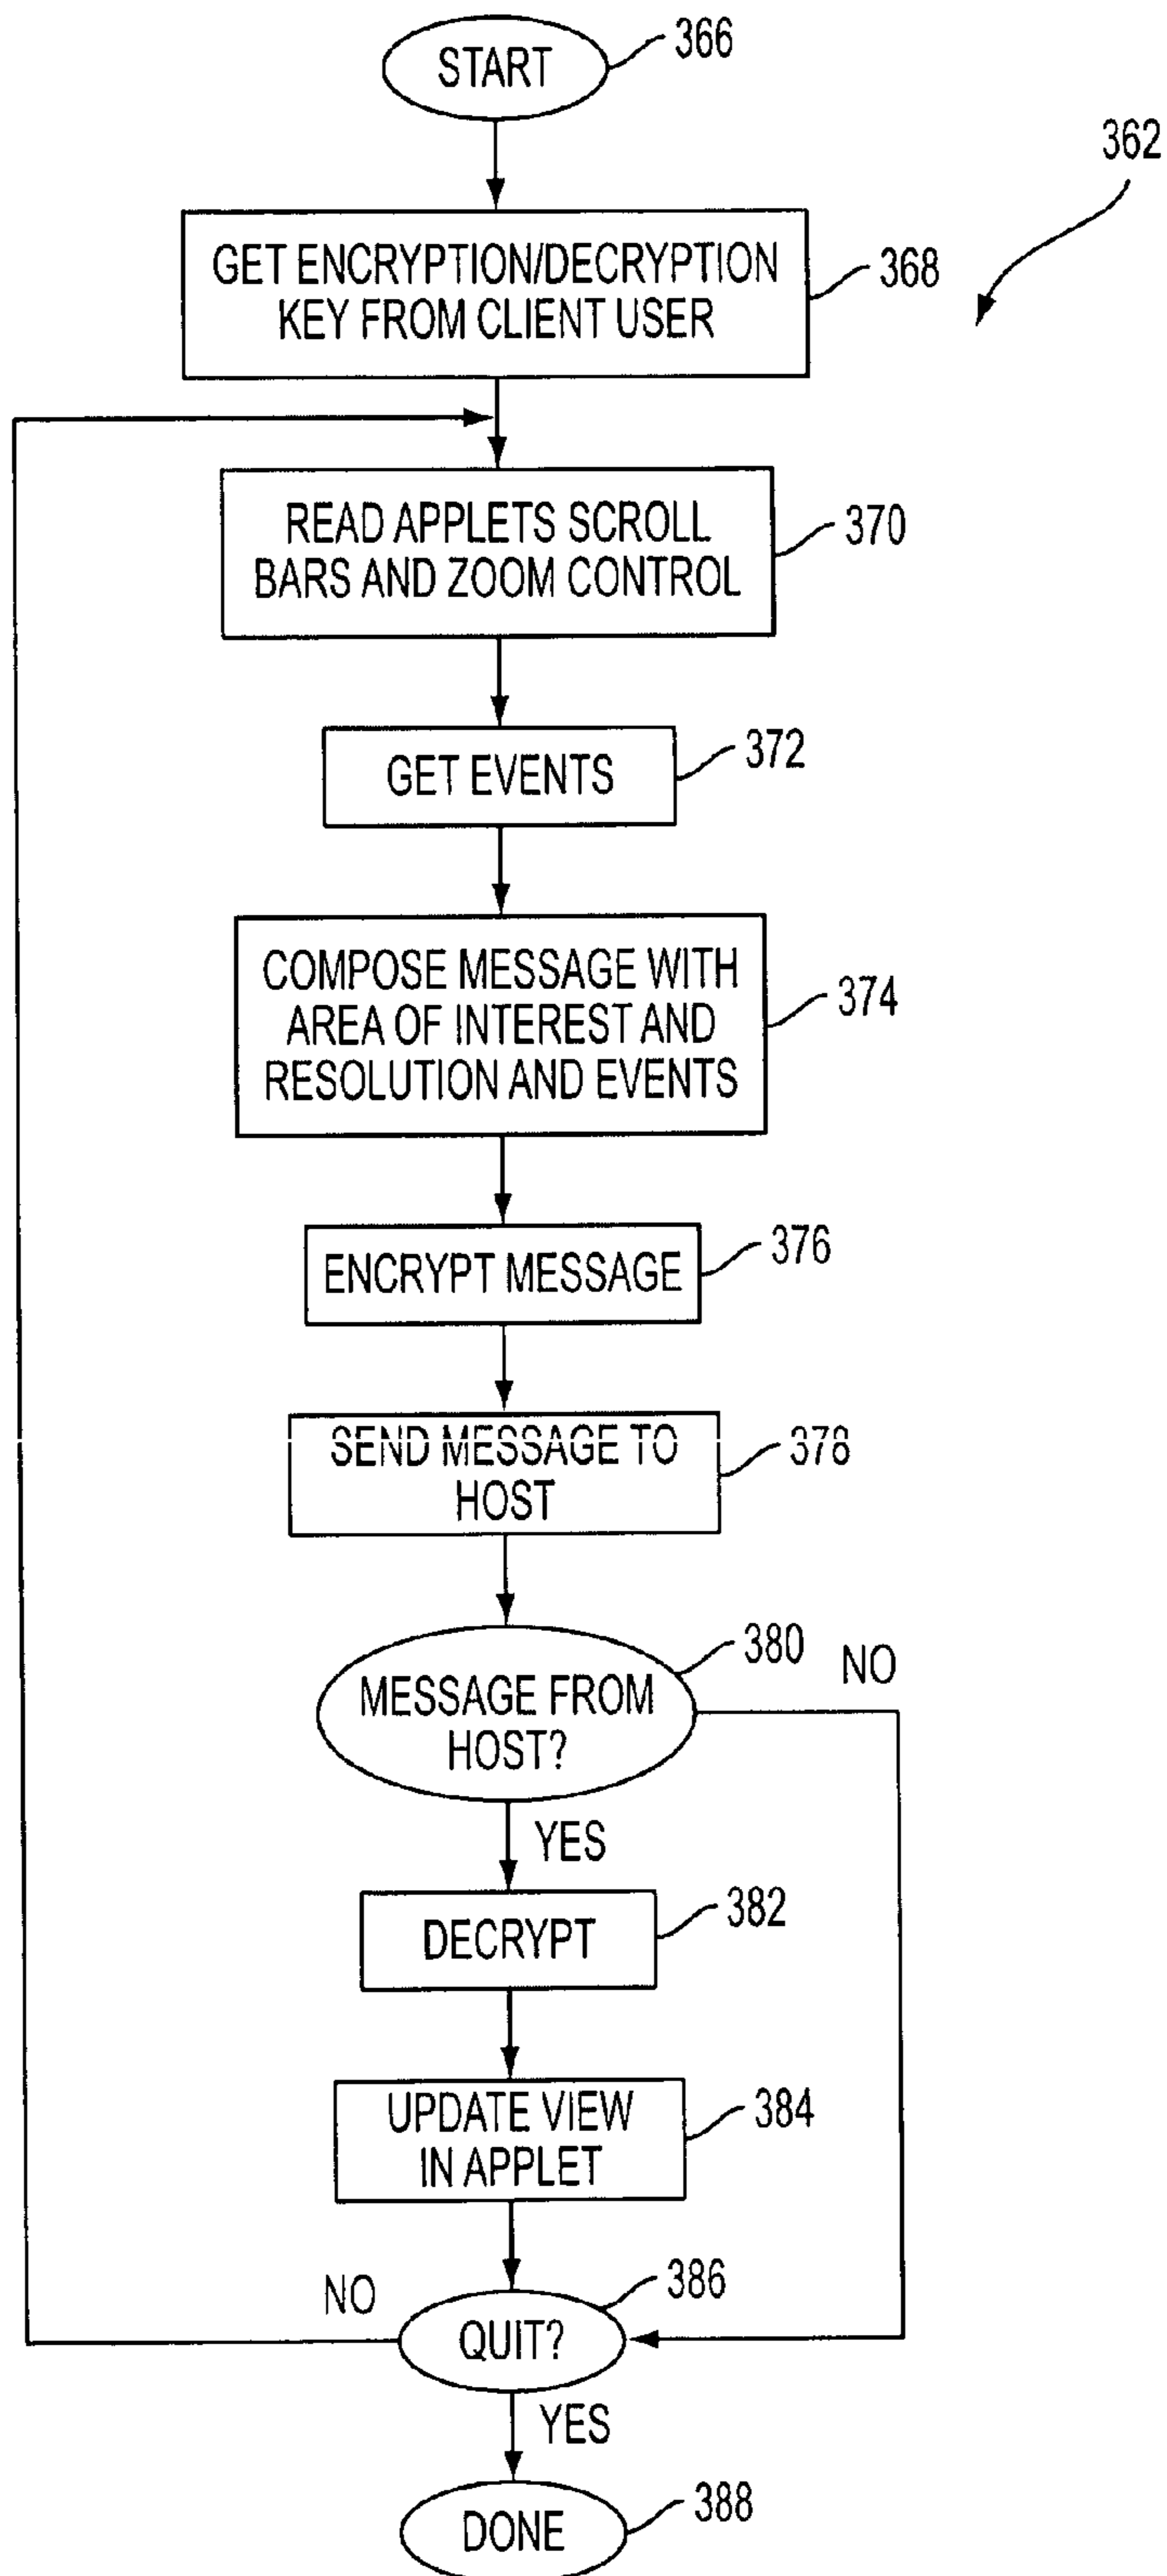 START
366
362
GET ENCRYPTION/DECRYPTION
KEY FROM CLIENT USER
368
READ APPLETS SCROLL
BARS AND ZOOM CONTROL
370
GET EVENTS
372
COMPOSE MESSAGE WITH
AREA OF INTEREST AND
RESOLUTION AND EVENTS
374
ENCRYPT MESSAGE
376
SEND MESSAGE TO
HOST
378
MESSAGE FROM
HOST?
380
NO
YES
DECRYPT
382
UPDATE VIEW
IN APPLET
384
NO
QUIT?
386
YES
DONE
388